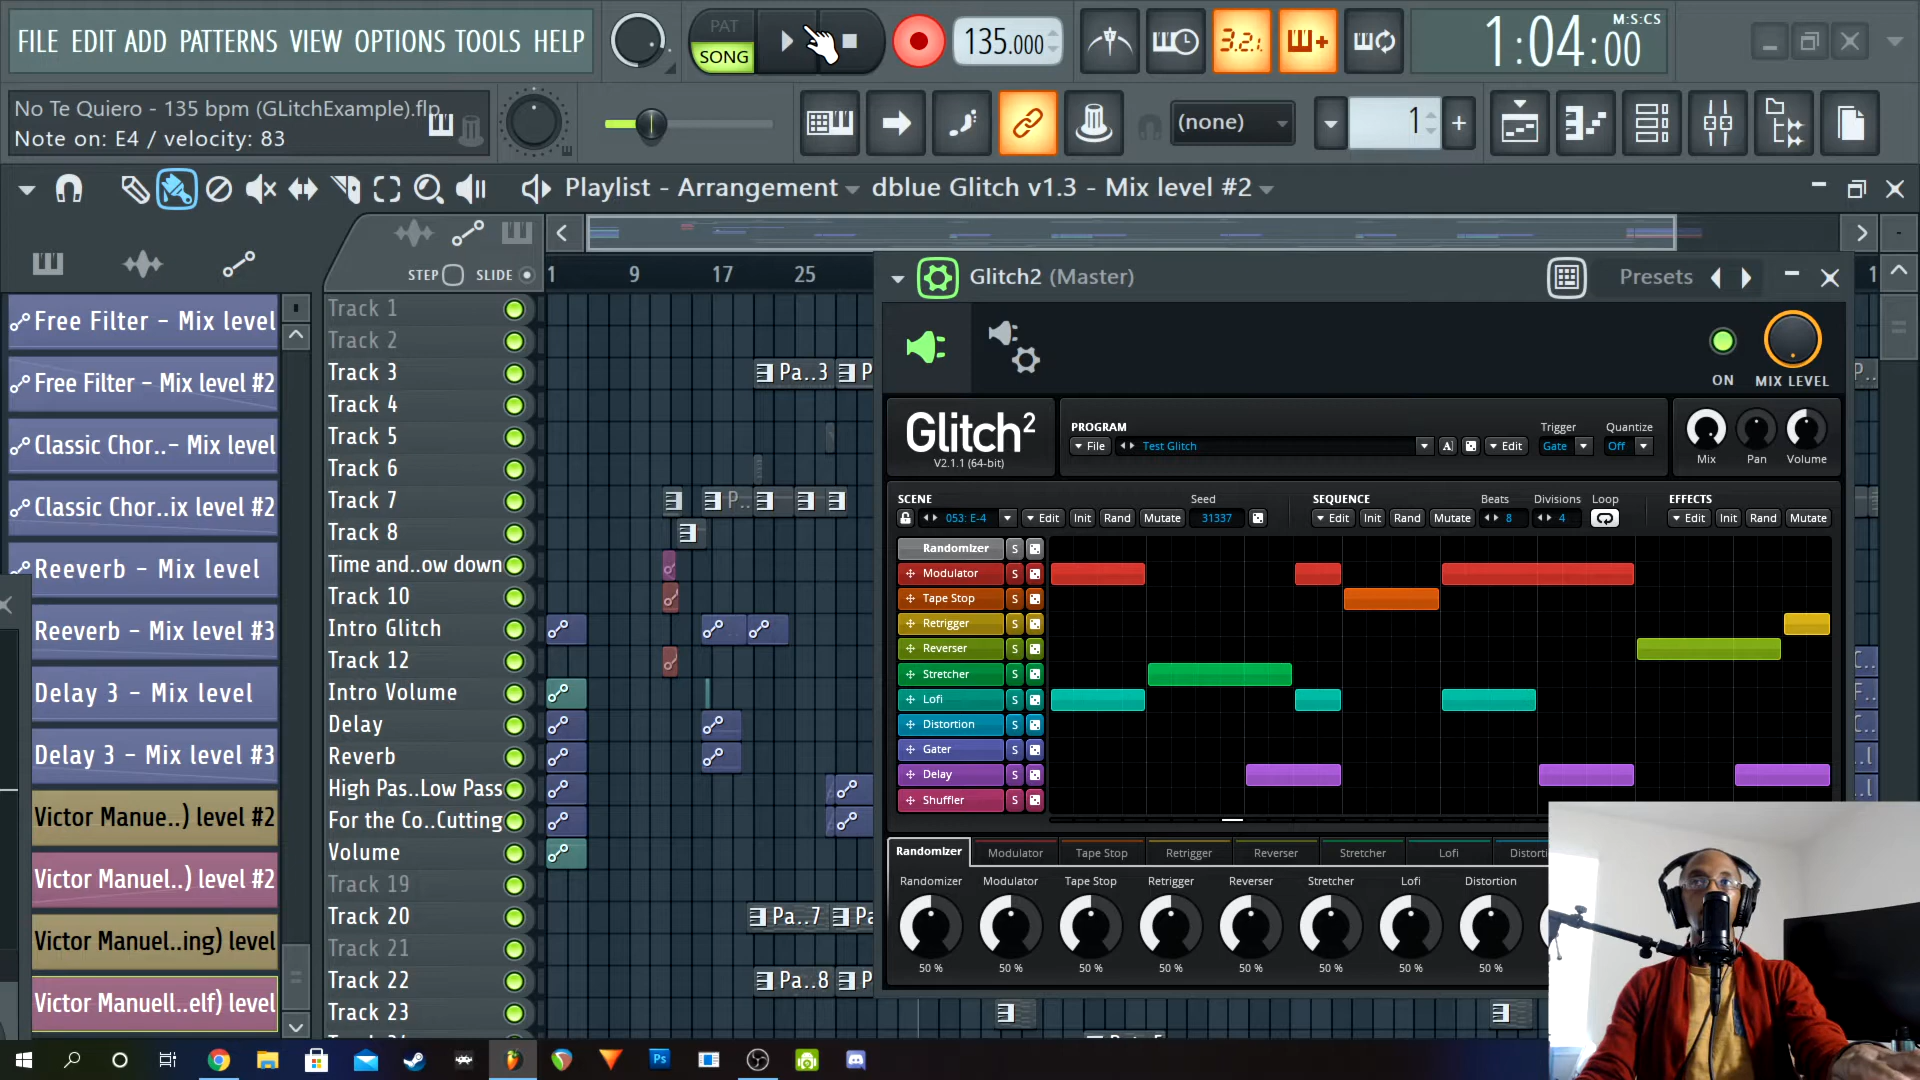 FILE EDIT ADD PATTERNS VIEW OPTIONS TOOLS HELP
PAT
SONG
135.000
3.2.1.
M:S:CS
1:04:00
No Te Quiero - 135 bpm (GLitchExample).flp
Note on: E4 / velocity: 83
(none)
1
+
Playlist - Arrangement
dblue Glitch v1.3 - Mix level #2
STEP
SLIDE
1
9
17
25
Free Filter - Mix level
Free Filter - Mix level #2
Classic Chor..- Mix level
Classic Chor..ix level #2
Reeverb - Mix level
Reeverb - Mix level #3
Delay 3 - Mix level
Delay 3 - Mix level #3
Victor Manue..) level #2
Victor Manuel..) level #2
Victor Manuel..ing) level
Victor Manuell..elf) level
Track 1
Track 2
Track 3
Track 4
Track 5
Track 6
Track 7
Track 8
Time and..ow down
Track 10
Intro Glitch
Track 12
Intro Volume
Delay
Reverb
High Pas..Low Pass
For the Co..Cutting
Volume
Track 19
Track 20
Track 21
Track 22
Track 23
Pa..3
P
P..
Pa..7
Pa
Pa..8
P
Glitch2 (Master)
Presets
ON
MIX LEVEL
Glitch²
V2.1.1 (64-bit)
PROGRAM
File
Test Glitch
A
Edit
Trigger
Gate
Quantize
Off
Mix
Pan
Volume
SCENE
053: E-4
Edit
Init
Rand
Mutate
Seed
31337
SEQUENCE
Edit
Init
Rand
Mutate
Beats
8
Divisions
4
Loop
EFFECTS
Edit
Init
Rand
Mutate
Randomizer S
Modulator S
Tape Stop S
Retrigger S
Reverser S
Stretcher S
Lofi S
Distortion S
Gater S
Delay S
Shuffler S
Randomizer
Modulator
Tape Stop
Retrigger
Reverser
Stretcher
Lofi
Distorti
Randomizer
Modulator
Tape Stop
Retrigger
Reverser
Stretcher
Lofi
Distortion
50 %
50 %
50 %
50 %
50 %
50 %
50 %
50 %
Ps